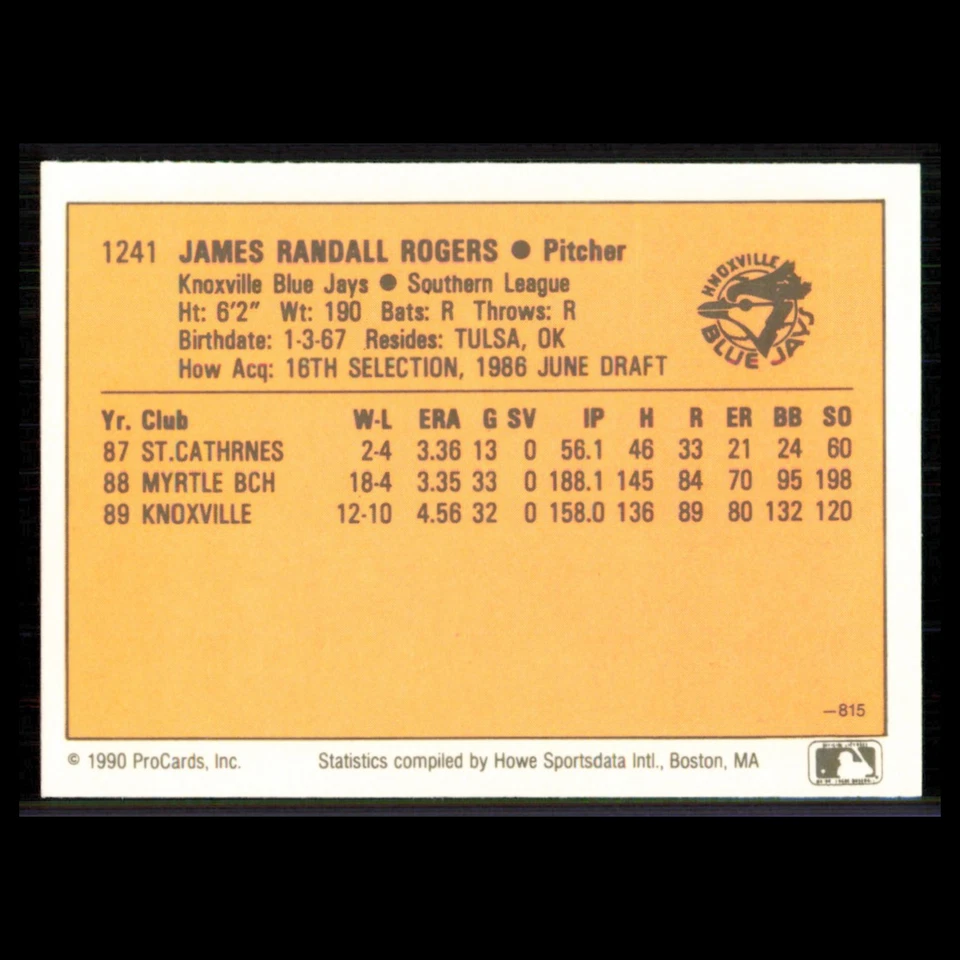 1241 JAMES RANDALL ROGERS ● Pitcher
Knoxville Blue Jays ● Southern League
Ht: 6'2" Wt: 190 Bats: R Throws: R
Birthdate: 1-3-67 Resides: TULSA, OK
How Acq: 16TH SELECTION, 1986 JUNE DRAFT
KNOXVILLE
BLUE JAYS
Yr. Club W-L ERA G SV IP H R ER BB SO
87 ST.CATHRNES 2-4 3.36 13 0 56.1 46 33 21 24 60
88 MYRTLE BCH 18-4 3.35 33 0 188.1 145 84 70 95 198
89 KNOXVILLE 12-10 4.56 32 0 158.0 136 89 80 132 120
—815
© 1990 ProCards, Inc. Statistics compiled by Howe Sportsdata Intl., Boston, MA